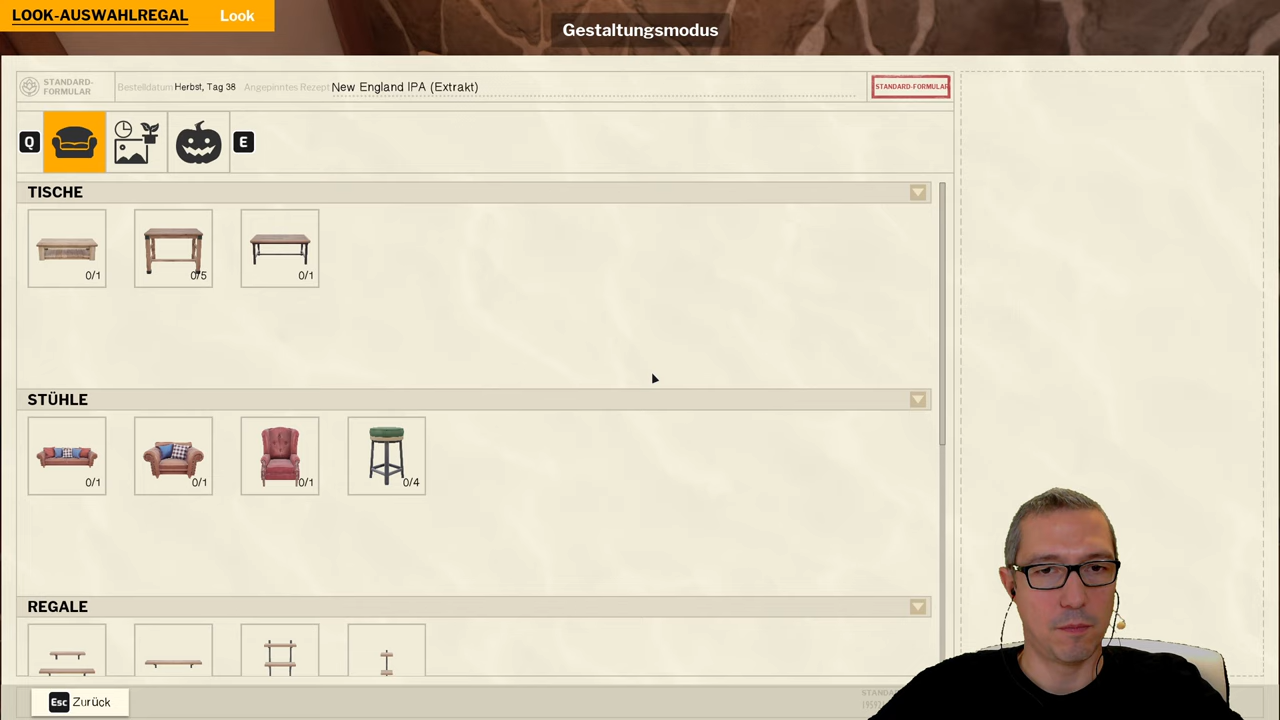 LOOK-AUSWAHLREGAL Look
Gestaltungsmodus
STANDARD-
FORMULAR
Bestelldatum Herbst, Tag 38 Angepinntes Rezept New England IPA (Extrakt)
STANDARD-FORMULAR
Q E
TISCHE
0/1 0/5 0/1
STÜHLE
0/1 0/1 0/1 0/4
REGALE
Esc Zurück